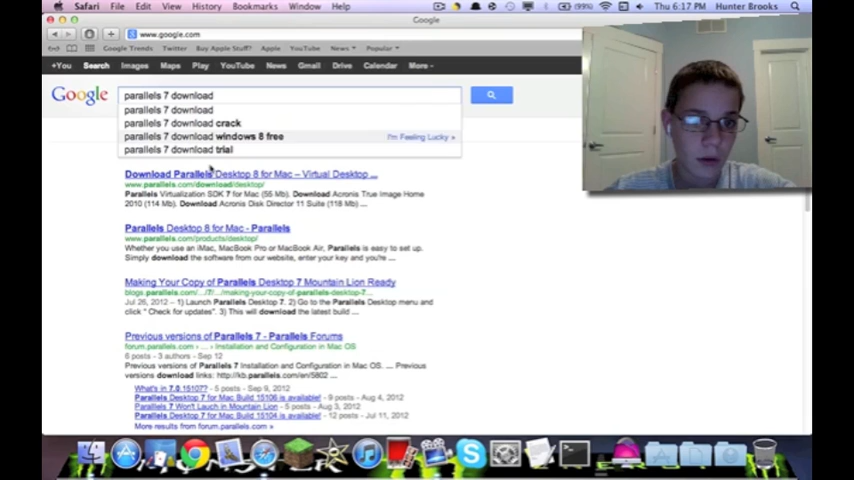 Safari File Edit View History Bookmarks Window Help (99%) Thu 6:17 PM Hunter Brooks
Google
www.google.com
Google Trends Twitter Buy Apple Stuff? Apple YouTube News Popular
+You Search Images Maps Play YouTube News Gmail Drive Calendar More
Google parallels 7 download
parallels 7 download
parallels 7 download crack
parallels 7 download windows 8 free I'm Feeling Lucky »
parallels 7 download trial
Download Parallels Desktop 8 for Mac – Virtual Desktop ...
www.parallels.com/download/desktop/
Parallels Virtualization SDK 7 for Mac (55 Mb). Download Acronis True Image Home
2010 (114 Mb). Download Acronis Disk Director 11 Suite (118 Mb) ...
Parallels Desktop 8 for Mac - Parallels
www.parallels.com/products/desktop/
Whether you use an iMac, MacBook Pro or MacBook Air, Parallels is easy to set up.
Simply download the software from our website, enter your key and you're ...
Making Your Copy of Parallels Desktop 7 Mountain Lion Ready
blogs.parallels.com/.../7/.../making-your-copy-of-parallels-desktop-7...
Jul 26, 2012 – 1) Launch Parallels Desktop 7. 2) Go to the Parallels Desktop menu and
click " Check for updates". 3) This will download the latest build ...
Previous versions of Parallels 7 - Parallels Forums
forum.parallels.com › ... › Installation and Configuration in Mac OS
6 posts - 3 authors - Sep 12
Previous versions of Parallels 7 Installation and Configuration in Mac OS. ... Previous
versions download links: http://kb.parallels.com/en/5802 ...
What's in 7.0.15107? - 5 posts - Sep 9, 2012
Parallels Desktop 7 for Mac Build 15106 is available! - 9 posts - Aug 4, 2012
Parallels 7 Won't Lauch in Mountain Lion - 5 posts - Aug 3, 2012
Parallels Desktop 7 for Mac Build 15104 is available! - 12 posts - Jul 11, 2012
More results from forum.parallels.com »